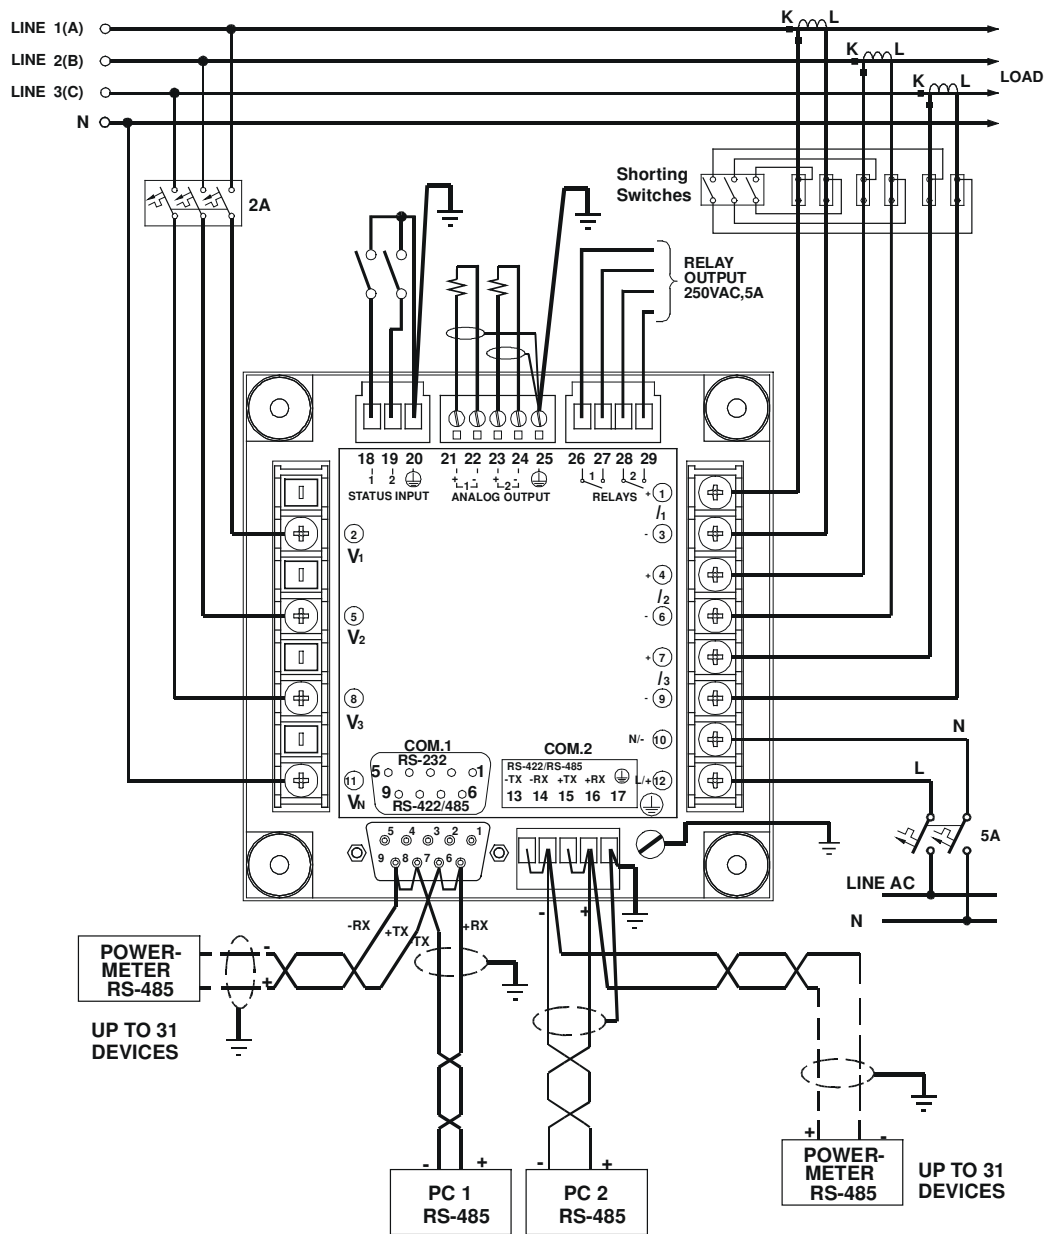 LINE 1(A)
K L
LINE 2(B)
K L
LOAD
LINE 3(C)
K L
N
Shorting
Switches
2A
RELAY
OUTPUT
250VAC,5A
18 19 20 21 22 23 24 25 26 27 28 29
1 2 + - + - 1 2
1 2
STATUS INPUT ANALOG OUTPUT RELAYS
+ 1
I1
2 - 3
V1
+ 4
I2
5 - 6
V2
+ 7
I3
8 - 9
V3
N/- 10
N
COM.1 COM.2
RS-232 RS-422/RS-485
5 1 -TX -RX +TX +RX L/+ 12
L
11 9 6 13 14 15 16 17
VN RS-422/485
5 4 3 2 1
9 8 7 6
5A
LINE AC
N
- +
-RX +TX -TX +RX
POWER-
METER
RS-485
-
+
UP TO 31
DEVICES
+ -
- + - +
PC 1
RS-485
PC 2
RS-485
POWER-
METER
RS-485
UP TO 31
DEVICES